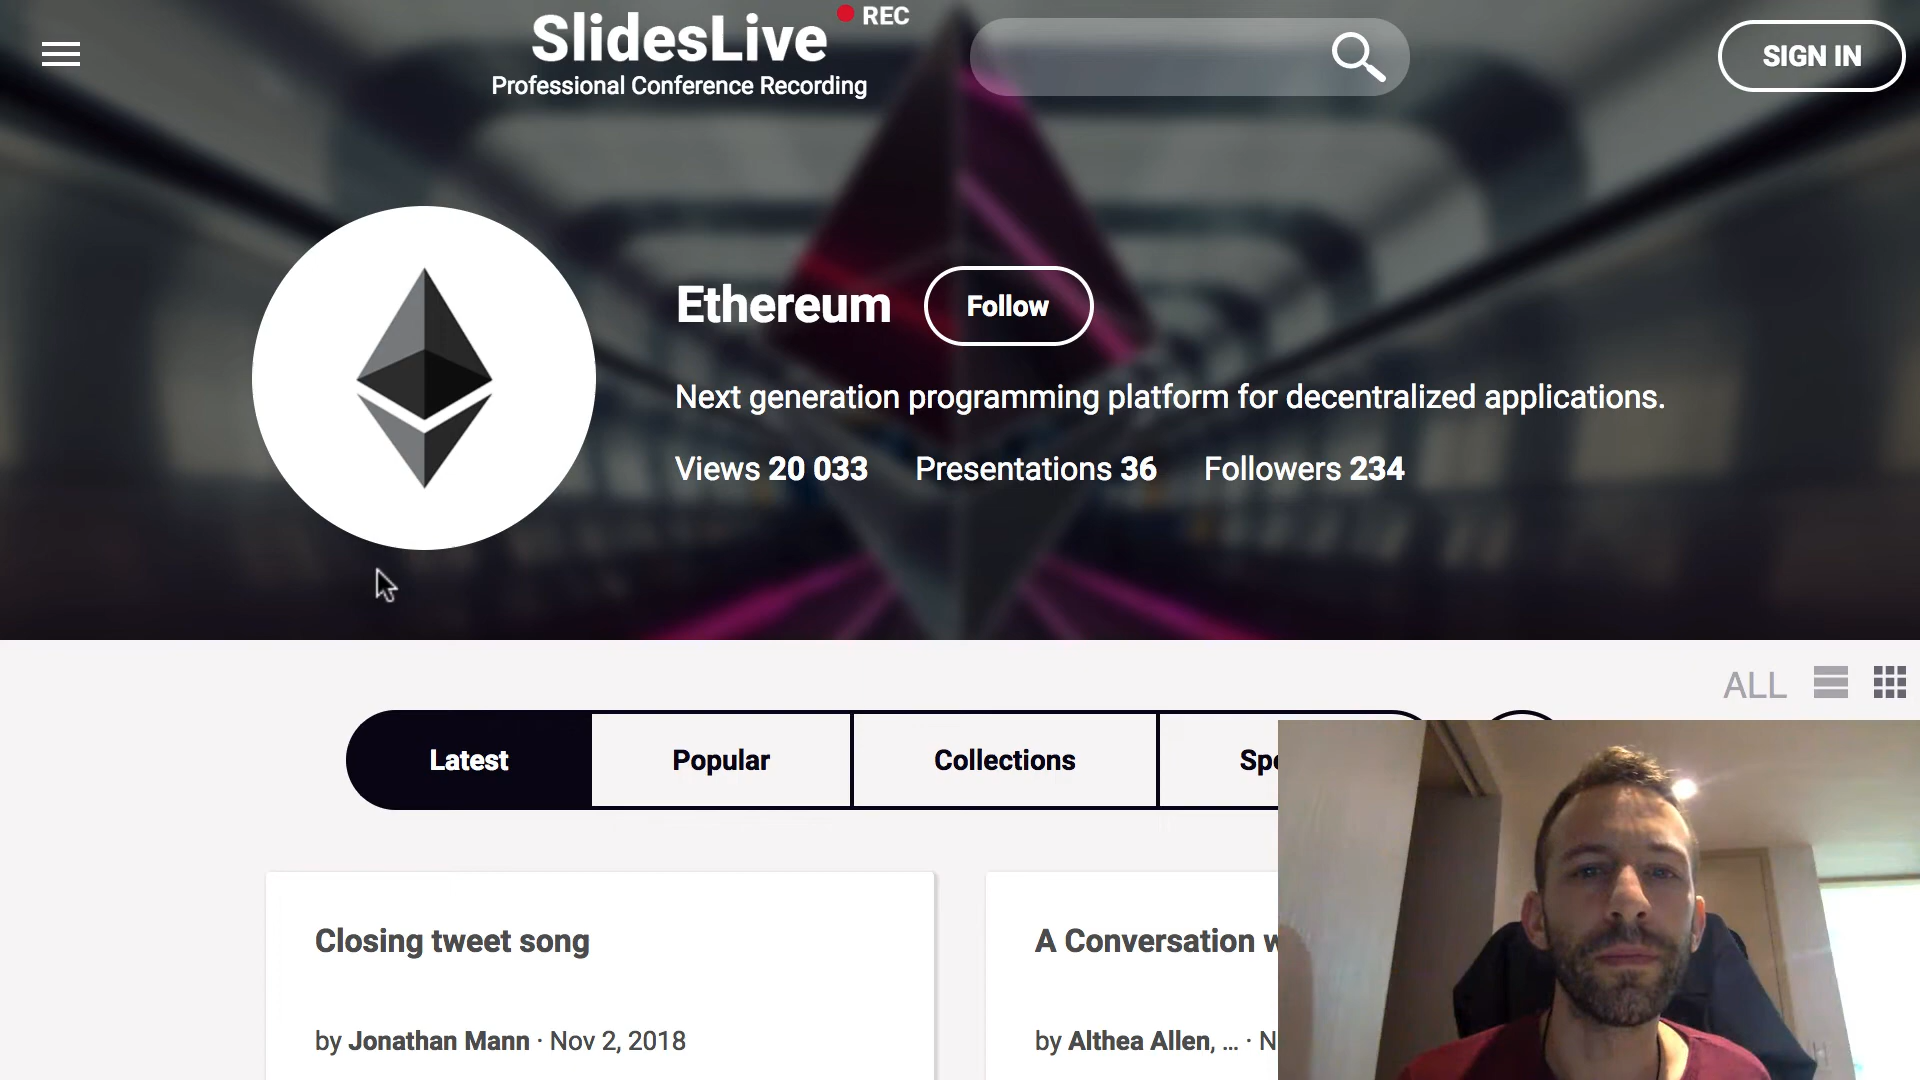 SlidesLive REC
Professional Conference Recording
SIGN IN
Ethereum
Follow
Next generation programming platform for decentralized applications.
Views 20 033 Presentations 36 Followers 234
ALL
Latest Popular Collections
Closing tweet song
by Jonathan Mann · Nov 2, 2018
A Conversation
by Althea Allen, ... ·